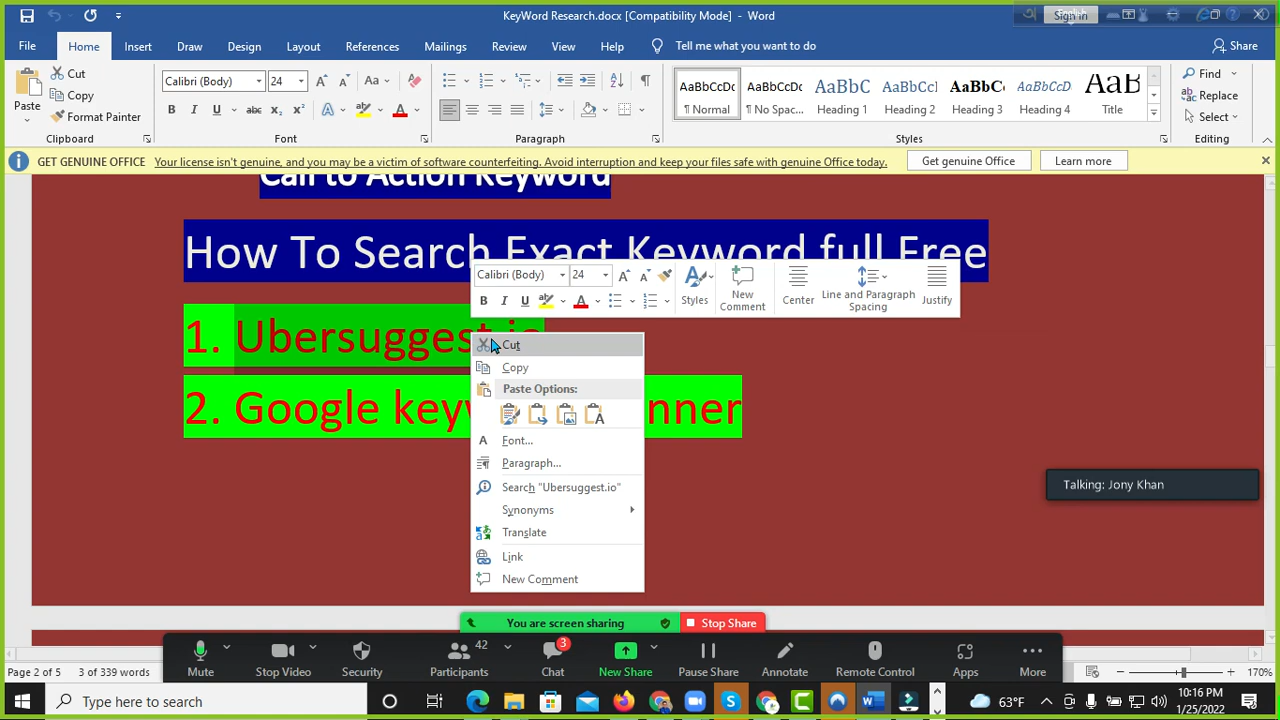 KeyWord Research.docx [Compatibility Mode] - Word
English
Sign in
File Home Insert Draw Design Layout References Mailings Review View Help Tell me what you want to do Share
Paste
Cut
Copy
Format Painter
Clipboard
Calibri (Body) 24
Font
Paragraph
AaBbCcDc AaBbCcDc AaBbC AaBbCc AaBbCc AaBbCcDc AaBb
¶ Normal ¶ No Spac... Heading 1 Heading 2 Heading 3 Heading 4 Title
Styles
Find
Replace
Select
Editing
GET GENUINE OFFICE Your license isn't genuine, and you may be a victim of software counterfeiting. Avoid interruption and keep your files safe with genuine Office today. Get genuine Office Learn more
Call to Action Keyword
How To Search Exact Keyword full Free
Calibri (Body) 24
Styles New Comment Center Line and Paragraph Spacing Justify
1. Ubersuggest.io
2. Google
Cut
Copy
Paste Options:
Font...
Paragraph...
Search "Ubersuggest.io"
Synonyms
Translate
Link
New Comment
Talking: Jony Khan
You are screen sharing Stop Share
Mute Stop Video Security 42 Participants 3 Chat New Share Pause Share Annotate Remote Control Apps More
Page 2 of 5 3 of 339 words 170%
Type here to search
63°F
10:16 PM
1/25/2022